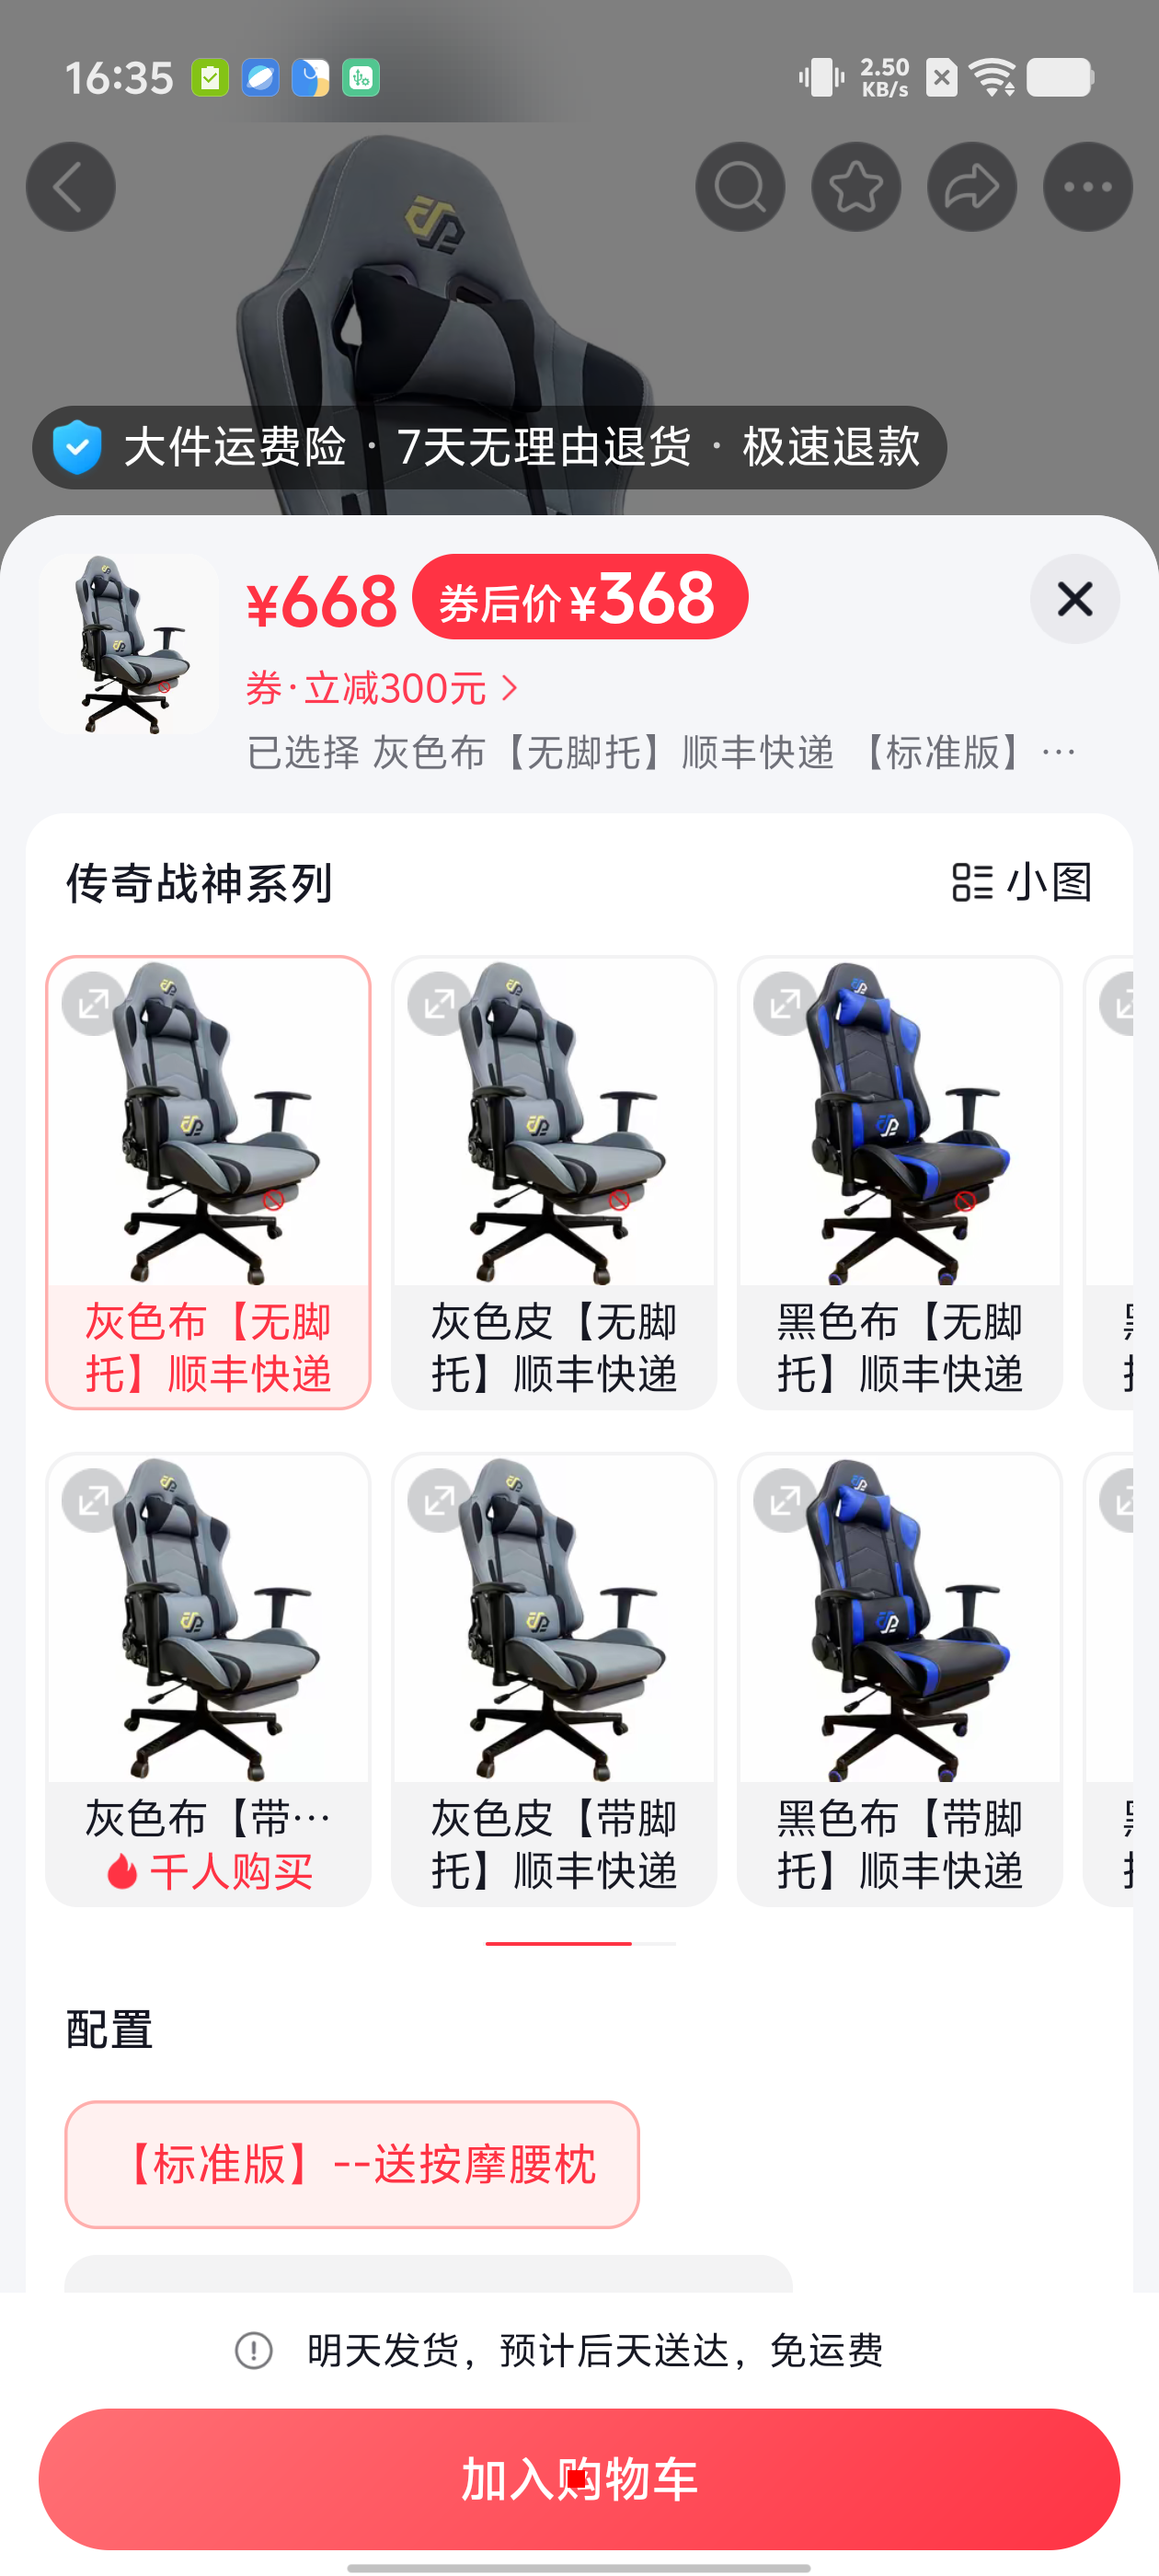 16:35
2.50
KB/s
大件运费险 · 7天无理由退货 · 极速退款
¥668 券后价 ¥368
券·立减300元
已选择 灰色布【无脚托】顺丰快递 【标准版】…
传奇战神系列
小图
灰色布【无脚
托】顺丰快递
灰色皮【无脚
托】顺丰快递
黑色布【无脚
托】顺丰快递
灰色布【带…
千人购买
灰色皮【带脚
托】顺丰快递
黑色布【带脚
托】顺丰快递
配置
【标准版】--送按摩腰枕
明天发货，预计后天送达，免运费
加入购物车